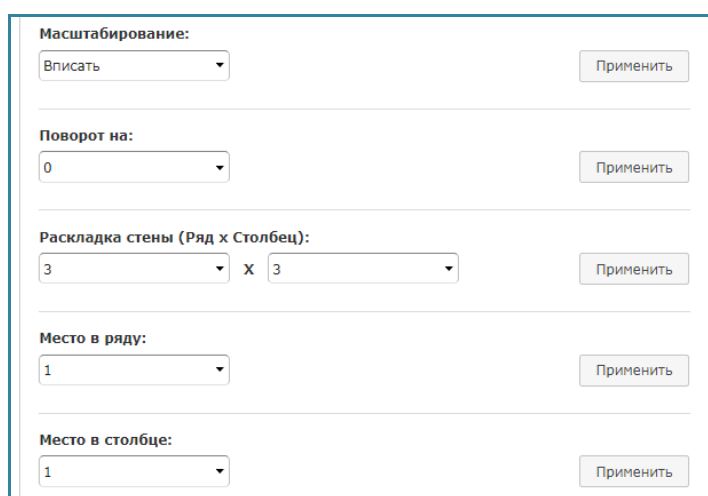 Масштабирование:
Вписать Применить
Поворот на:
0 Применить
Раскладка стены (Ряд х Столбец):
3 X 3 Применить
Место в ряду:
1 Применить
Место в столбце:
1 Применить